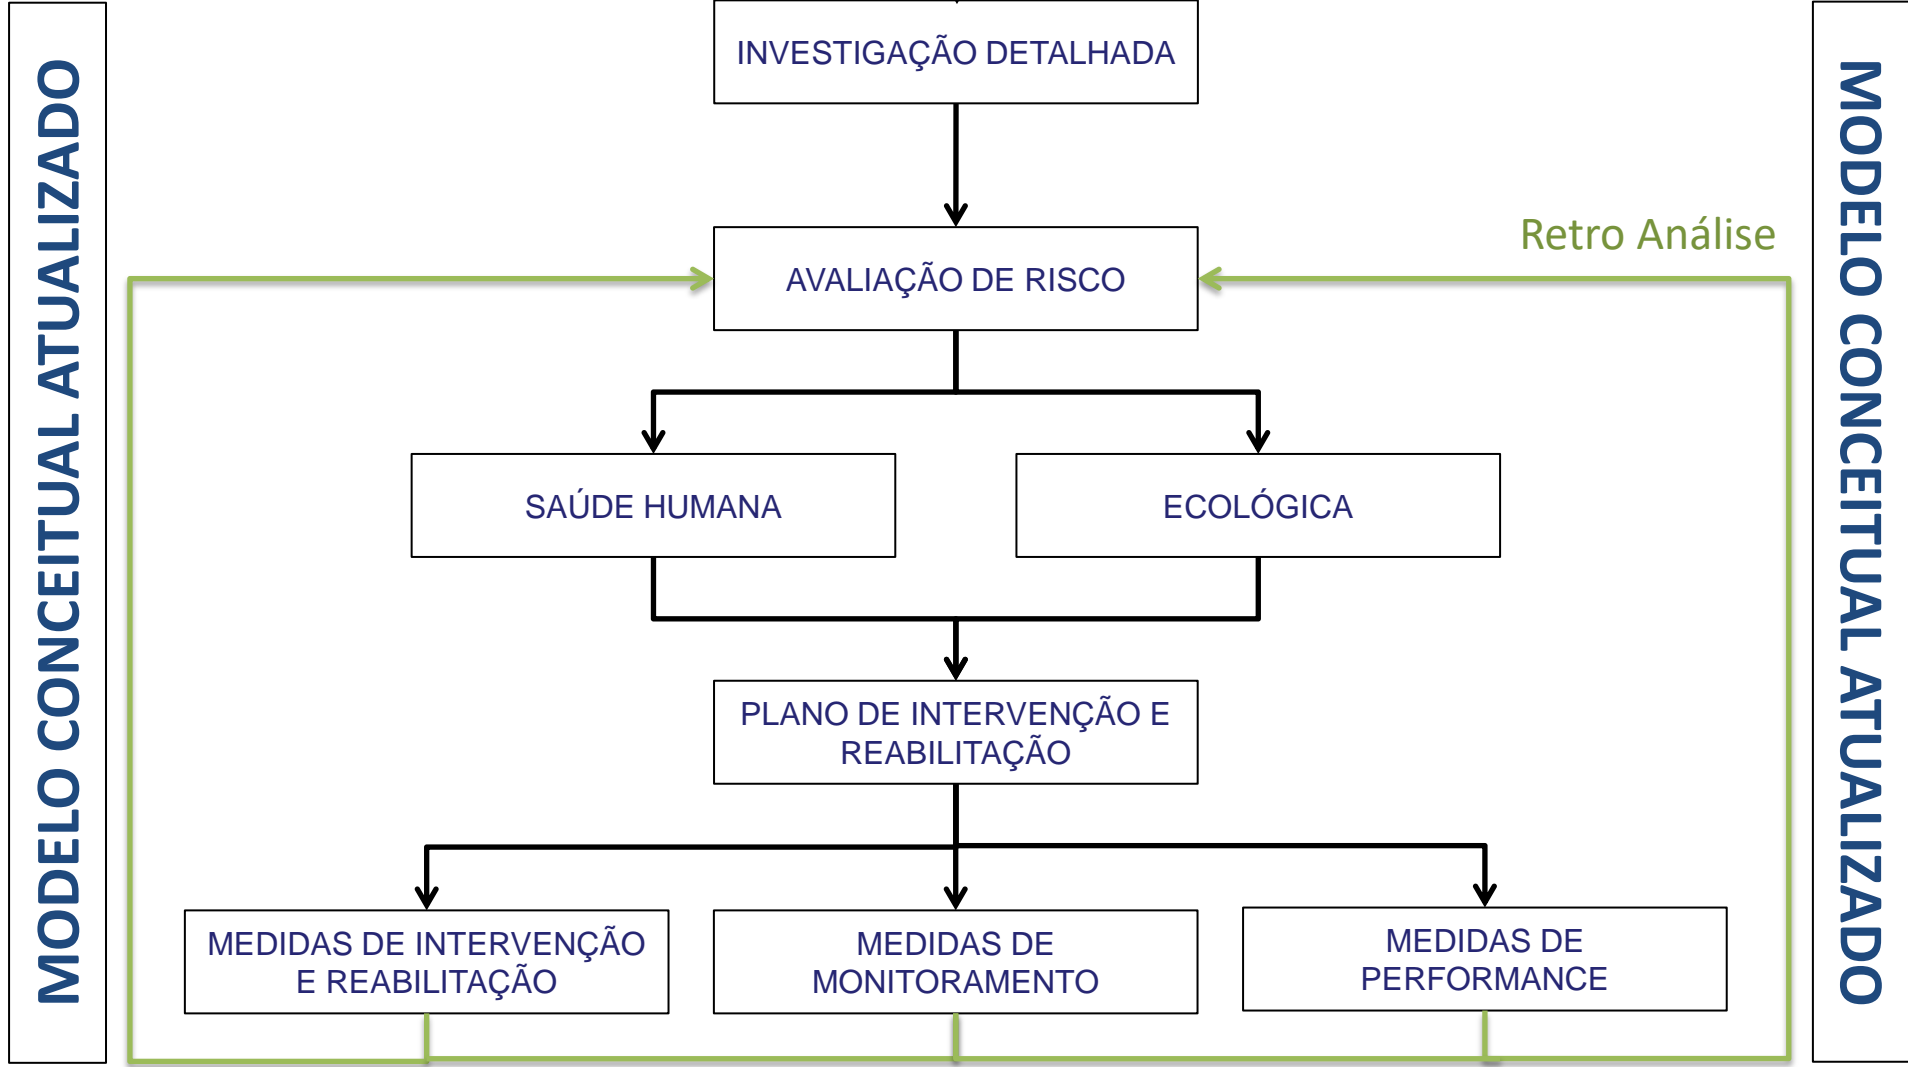 MODELO CONCEITUAL ATUALIZADO
INVESTIGAÇÃO DETALHADA
Retro Análise
AVALIAÇÃO DE RISCO
SAÚDE HUMANA
ECOLÓGICA
PLANO DE INTERVENÇÃO E
REABILITAÇÃO
MEDIDAS DE INTERVENÇÃO
E REABILITAÇÃO
MEDIDAS DE
MONITORAMENTO
MEDIDAS DE
PERFORMANCE
MODELO CONCEITUAL ATUALIZADO